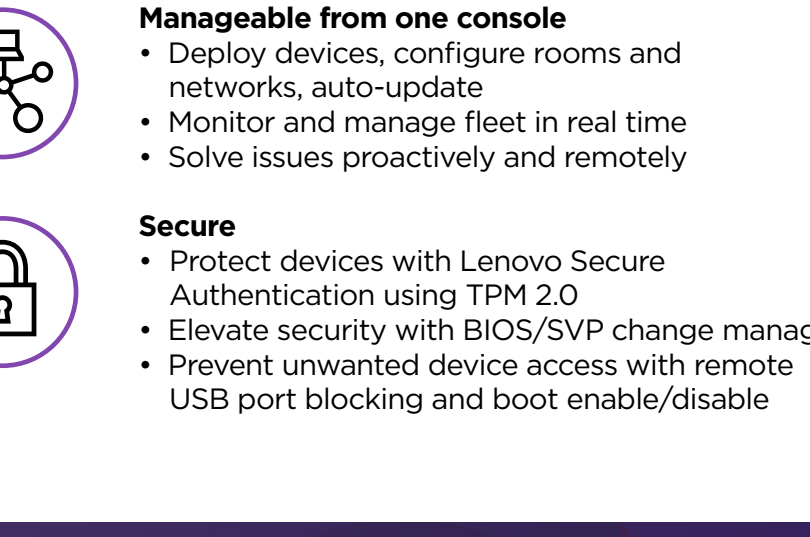 Manageable from one console
• Deploy devices, configure rooms and
networks, auto-update
• Monitor and manage fleet in real time
• Solve issues proactively and remotely
Secure
• Protect devices with Lenovo Secure
Authentication using TPM 2.0
• Elevate security with BIOS/SVP change
• Prevent unwanted device access with remote
USB port blocking and boot enable/disable